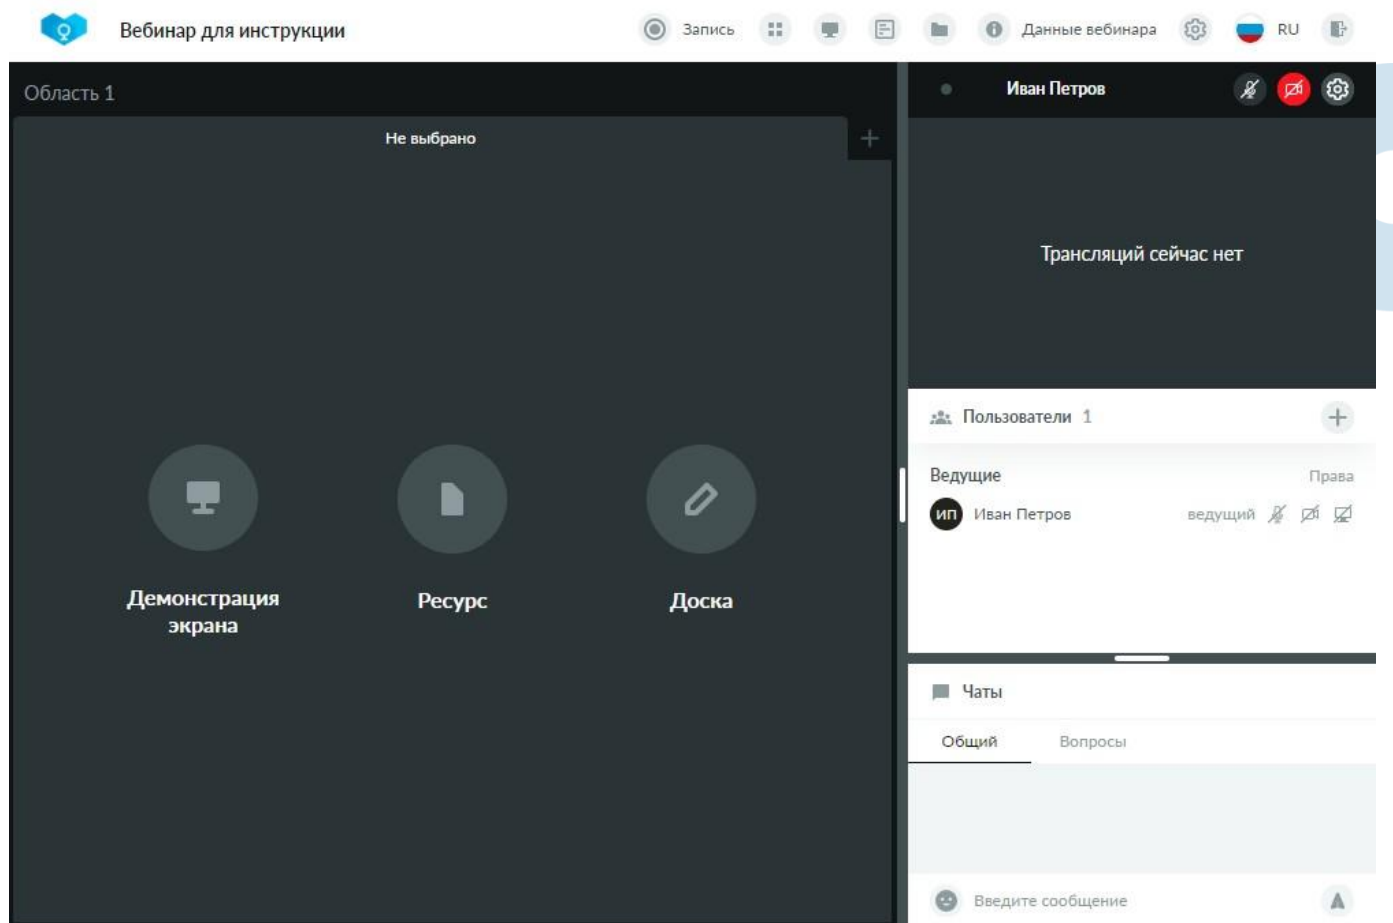 Вебинар для инструкции
Запись
Данные вебинара
RU
Область 1
Не выбрано
Демонстрация
экрана
Ресурс
Доска
Иван Петров
Трансляций сейчас нет
Пользователи 1
Ведущие
Права
ИП
Иван Петров
ведущий
Чаты
Общий
Вопросы
Введите сообщение